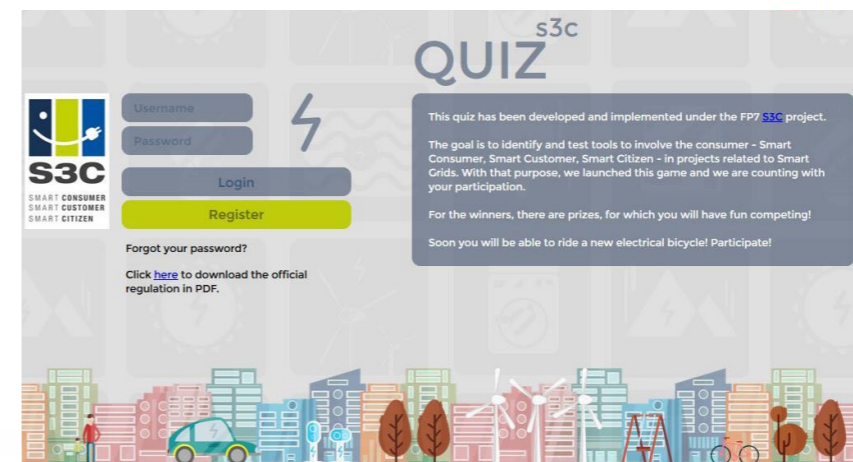 s3c
QUIZ
Username
Password
Login
Register
Forgot your password?
Click here to download the official
regulation in PDF.
S3C
SMART CONSUMER
SMART CUSTOMER
SMART CITIZEN
This quiz has been developed and implemented under the FP7 S3C project.
The goal is to identify and test tools to involve the consumer - Smart
Consumer, Smart Customer, Smart Citizen - in projects related to Smart
Grids. With that purpose, we launched this game and we are counting with
your participation.
For the winners, there are prizes, for which you will have fun competing!
Soon you will be able to ride a new electrical bicycle! Participate!